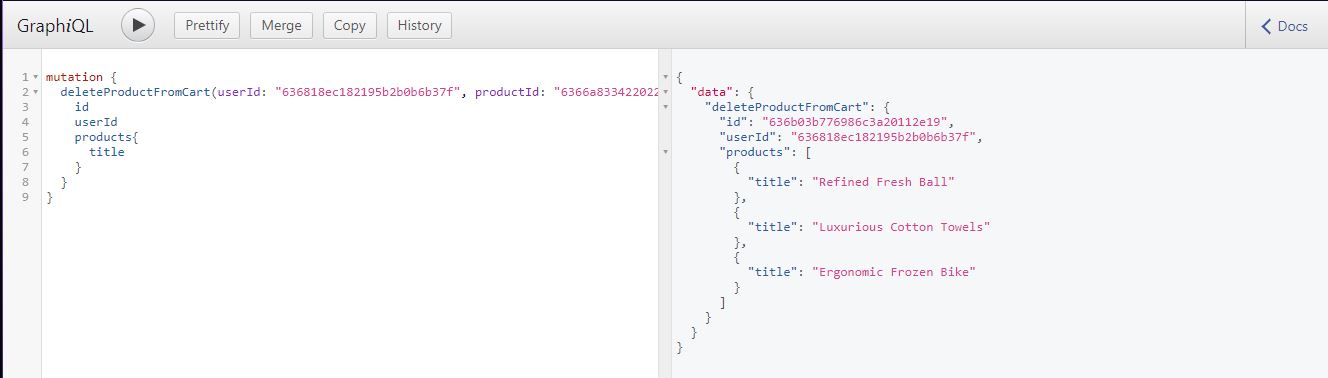 GraphiQL
Prettify
Merge
Copy
History
Docs
1 mutation {
2 deleteProductFromCart(userId: "636818ec182195b2b0b6b37f", productId: "6366a833422022
3 id
4 userId
5 products{
6 title
7 }
8 }
9 }
{
"data": {
"deleteProductFromCart": {
"id": "636b03b776986c3a20112e19",
"userId": "636818ec182195b2b0b6b37f",
"products": [
{
"title": "Refined Fresh Ball"
},
{
"title": "Luxurious Cotton Towels"
},
{
"title": "Ergonomic Frozen Bike"
}
]
}
}
}